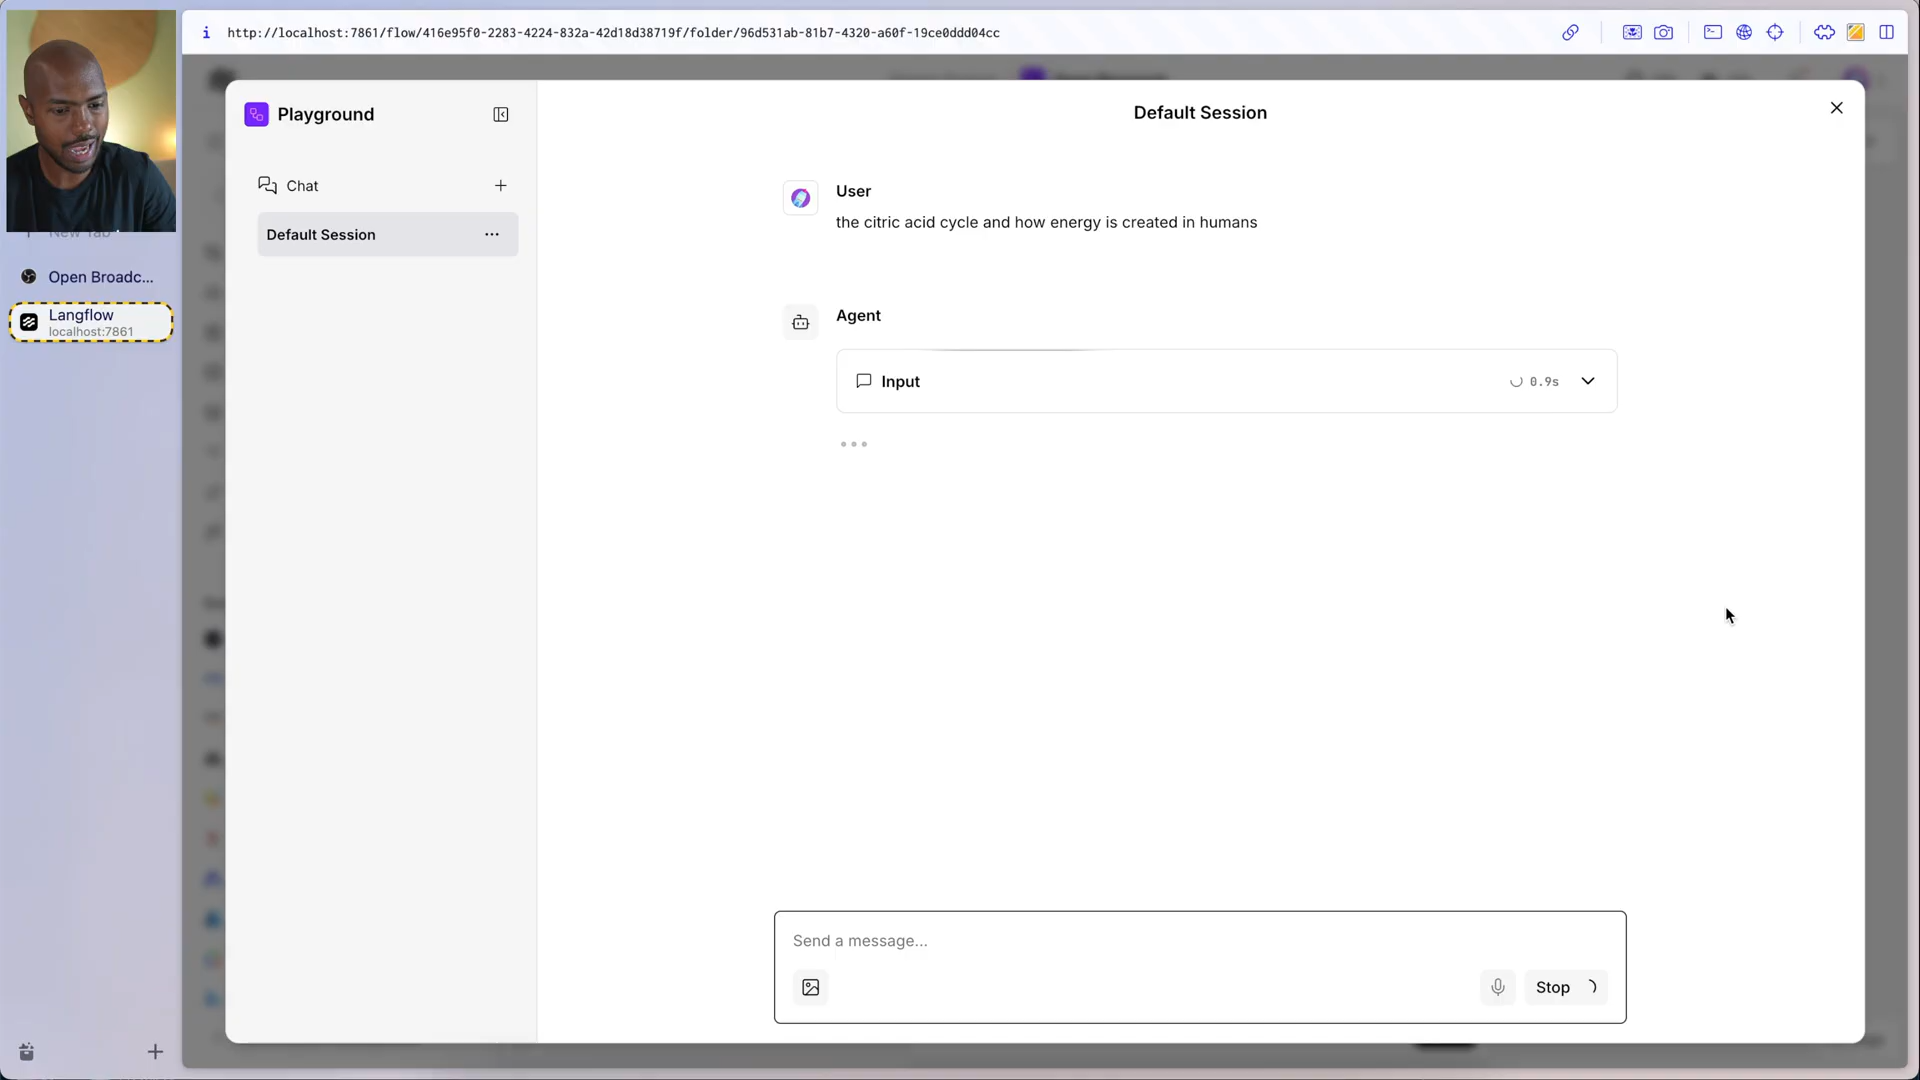 http://localhost:7861/flow/416e95f0-2283-4224-832a-42d18d38719f/folder/96d531ab-81b7-4320-a60f-19ce0ddd04cc
New Tab
Open Broadc...
Langflow
localhost:7861
Playground
Chat
Default Session
Default Session
User
the citric acid cycle and how energy is created in humans
Agent
Input
0.9s
Send a message...
Stop